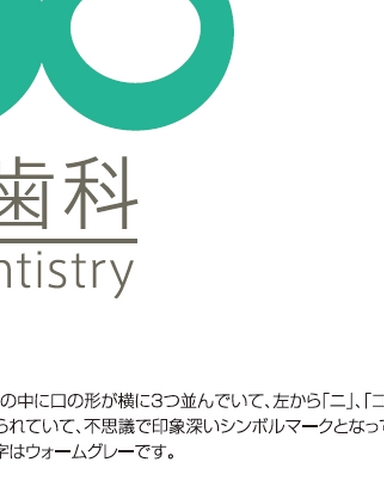 歯科
ntistry
の中に口の形が横に3つ並んでいて、左から「ニ」、「ニ
られていて、不思議で印象深いシンボルマークとなって
字はウォームグレーです。